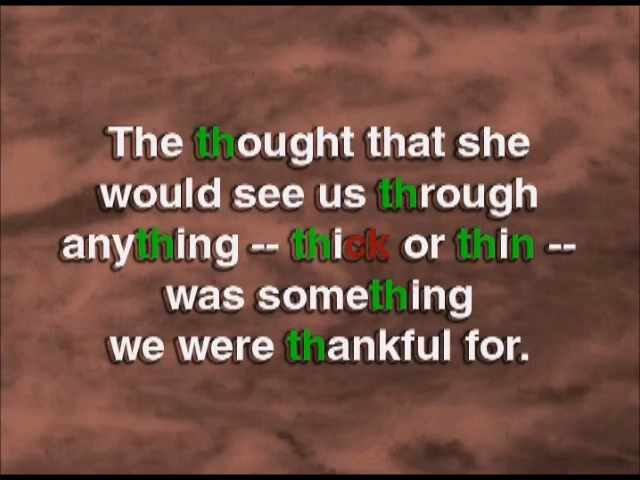 The thought that she
would see us through
anything -- thick or thin --
was something
we were thankful for.